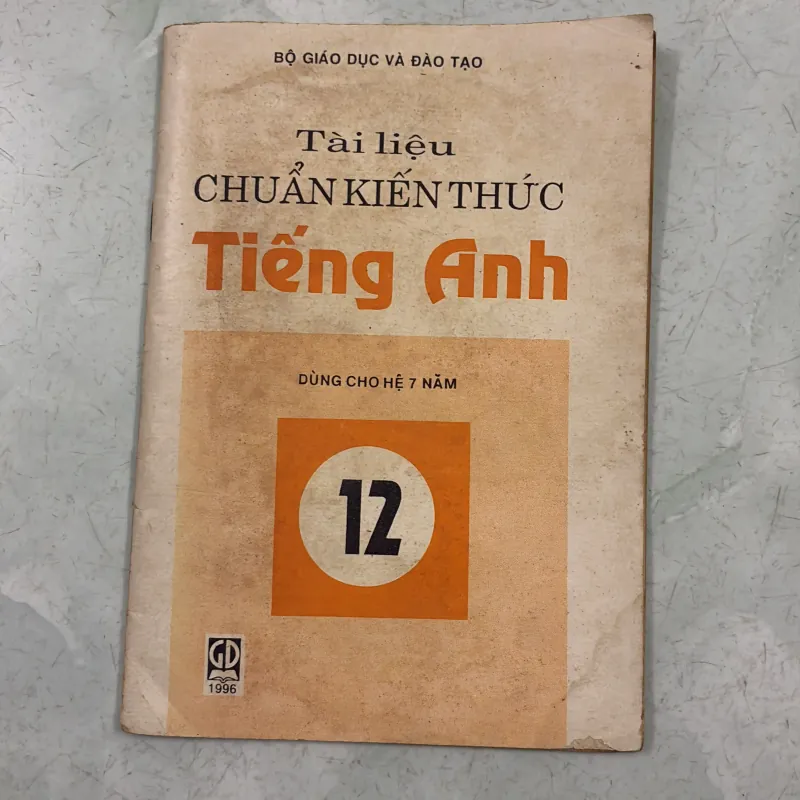 BỘ GIÁO DỤC VÀ ĐÀO TẠO
Tài liệu
CHUẨN KIẾN THỨC
Tiếng Anh
DÙNG CHO HỆ 7 NĂM
12
GD
1996